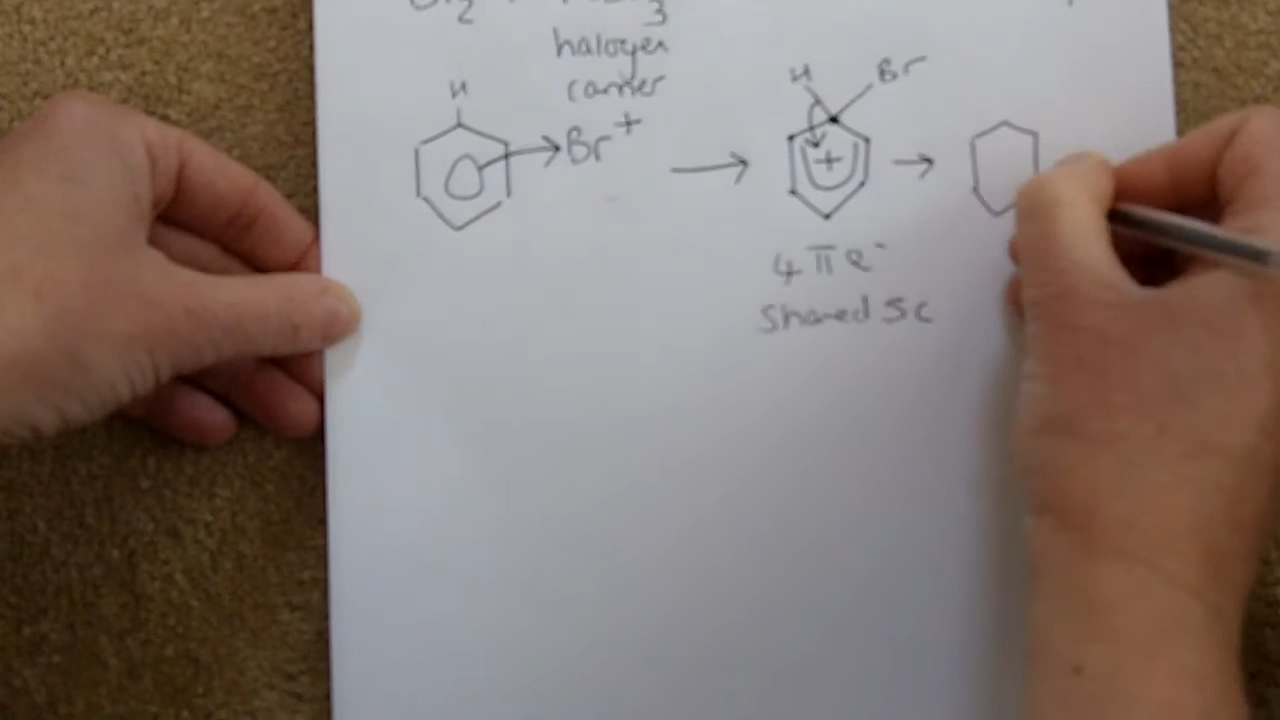 halogen
carrier
H
Br⁺
H
Br
+
4 π e⁻
Shared 5c